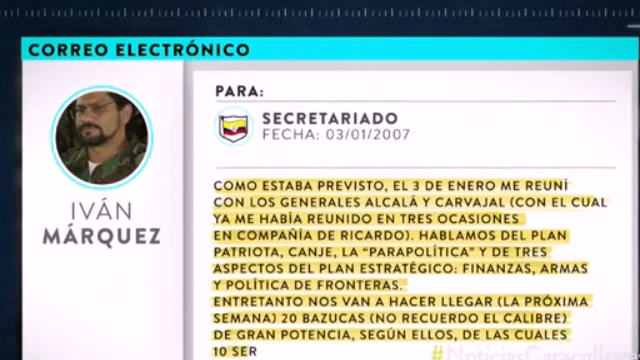 CORREO ELECTRÓNICO
IVÁN
MÁRQUEZ
PARA:
SECRETARIADO
FECHA: 03/01/2007
COMO ESTABA PREVISTO, EL 3 DE ENERO ME REUNÍ
CON LOS GENERALES ALCALÁ Y CARVAJAL (CON EL CUAL
YA ME HABÍA REUNIDO EN TRES OCASIONES
EN COMPAÑÍA DE RICARDO). HABLAMOS DEL PLAN
PATRIOTA, CANJE, LA "PARAPOLÍTICA" Y DE TRES
ASPECTOS DEL PLAN ESTRATÉGICO: FINANZAS, ARMAS
Y POLÍTICA DE FRONTERAS.
ENTRETANTO NOS VAN A HACER LLEGAR (LA PRÓXIMA
SEMANA) 20 BAZUCAS (NO RECUERDO EL CALIBRE)
DE GRAN POTENCIA, SEGÚN ELLOS, DE LAS CUALES
10 SER